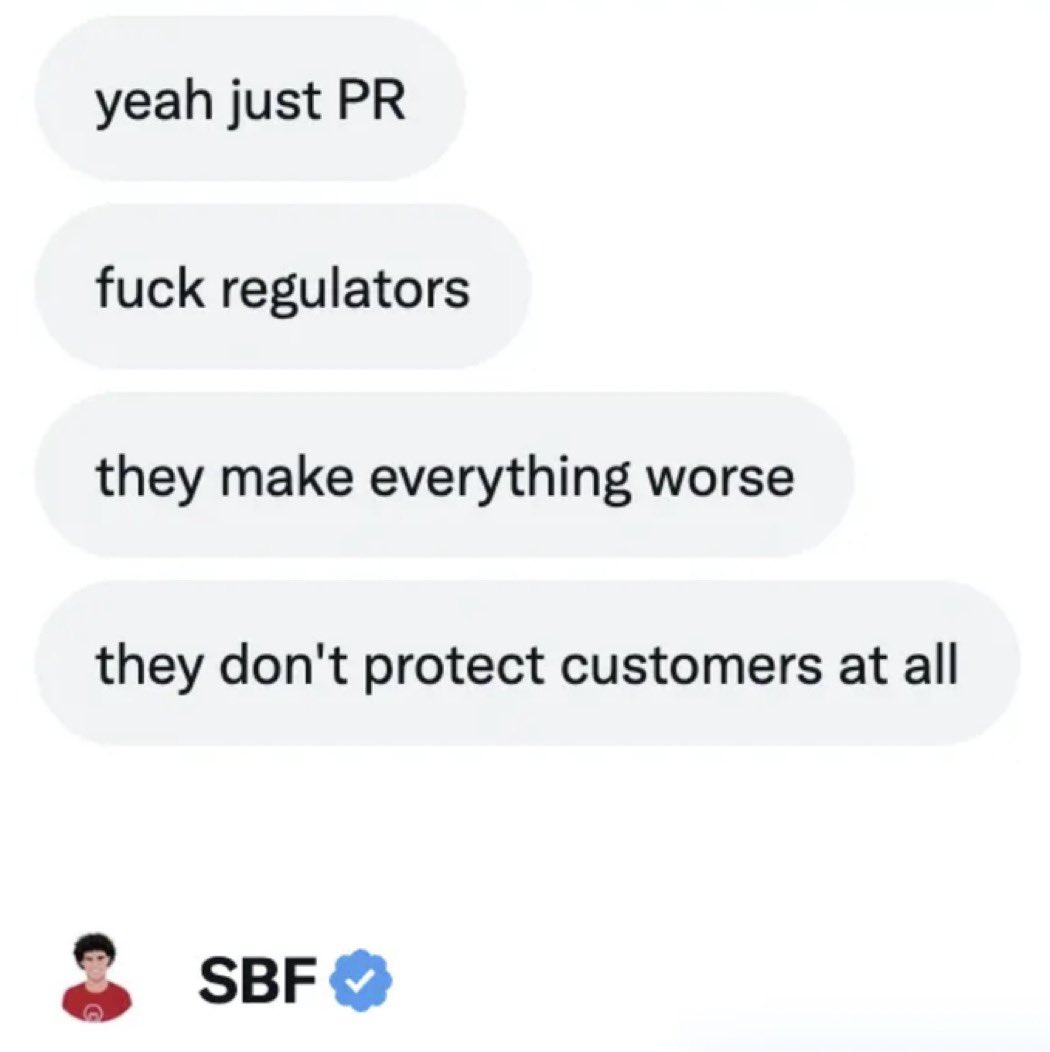 yeah just PR
fuck regulators
they make everything worse
they don't protect customers at all
SBF